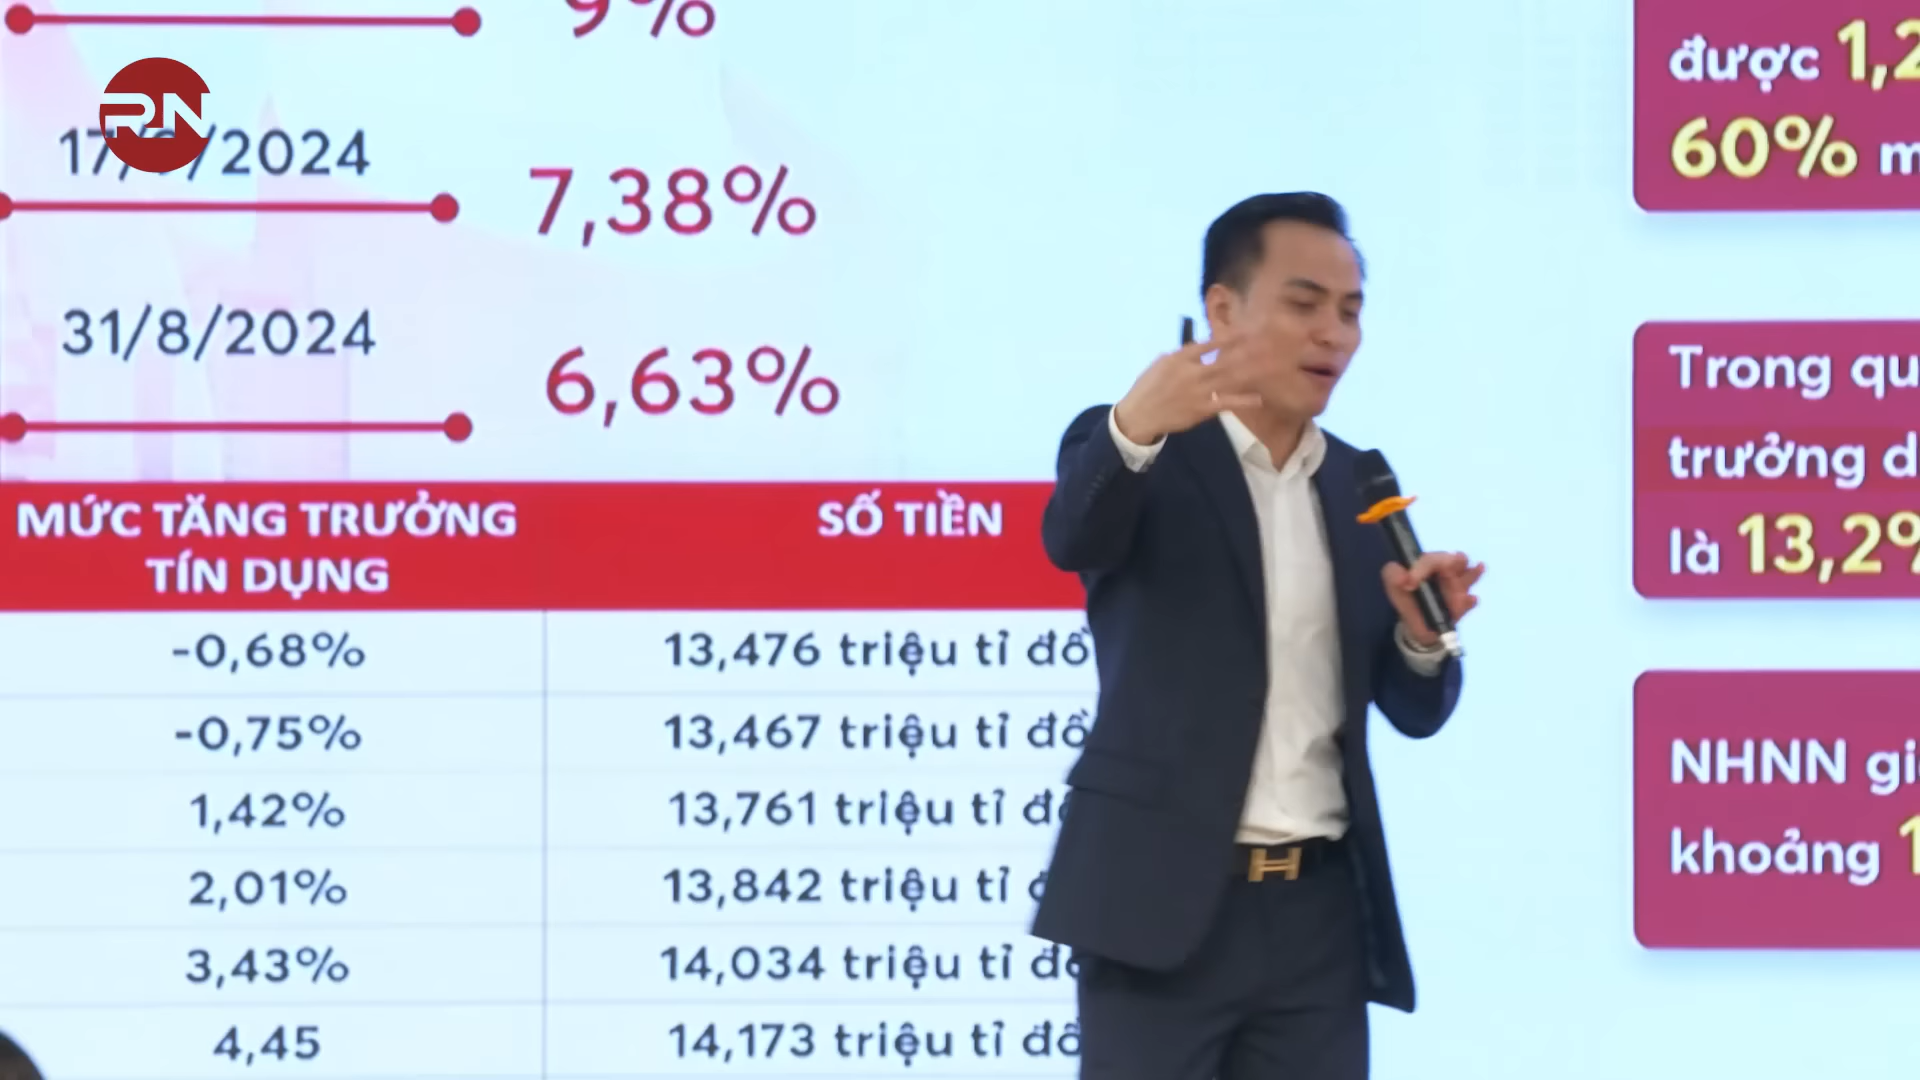 9%
RN
17/9/2024
7,38%
31/8/2024
6,63%
MỨC TĂNG TRƯỞNG
TÍN DỤNG
SỐ TIỀN
-0,68%
13,476 triệu tỉ
-0,75%
13,467 triệu tỉ
1,42%
13,761 triệu tỉ
2,01%
13,842 triệu tỉ
3,43%
14,034 triệu tỉ
4,45
14,173 triệu tỉ
được 1,2
60%
Trong
trưởng
là 13,2%
NHNN
khoảng